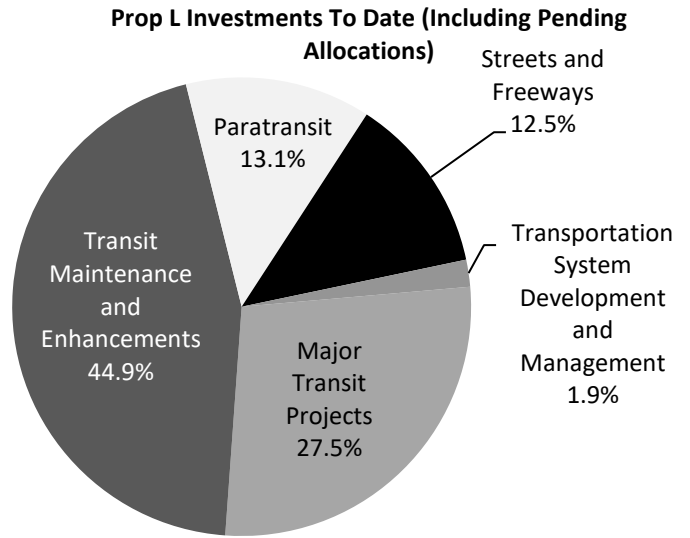 Prop L Investments To Date (Including Pending
Allocations)
Streets and
Freeways
12.5%
Paratransit
13.1%
Transportation
System
Development
and
Management
1.9%
Transit
Maintenance
and
Enhancements
44.9%
Major
Transit
Projects
27.5%